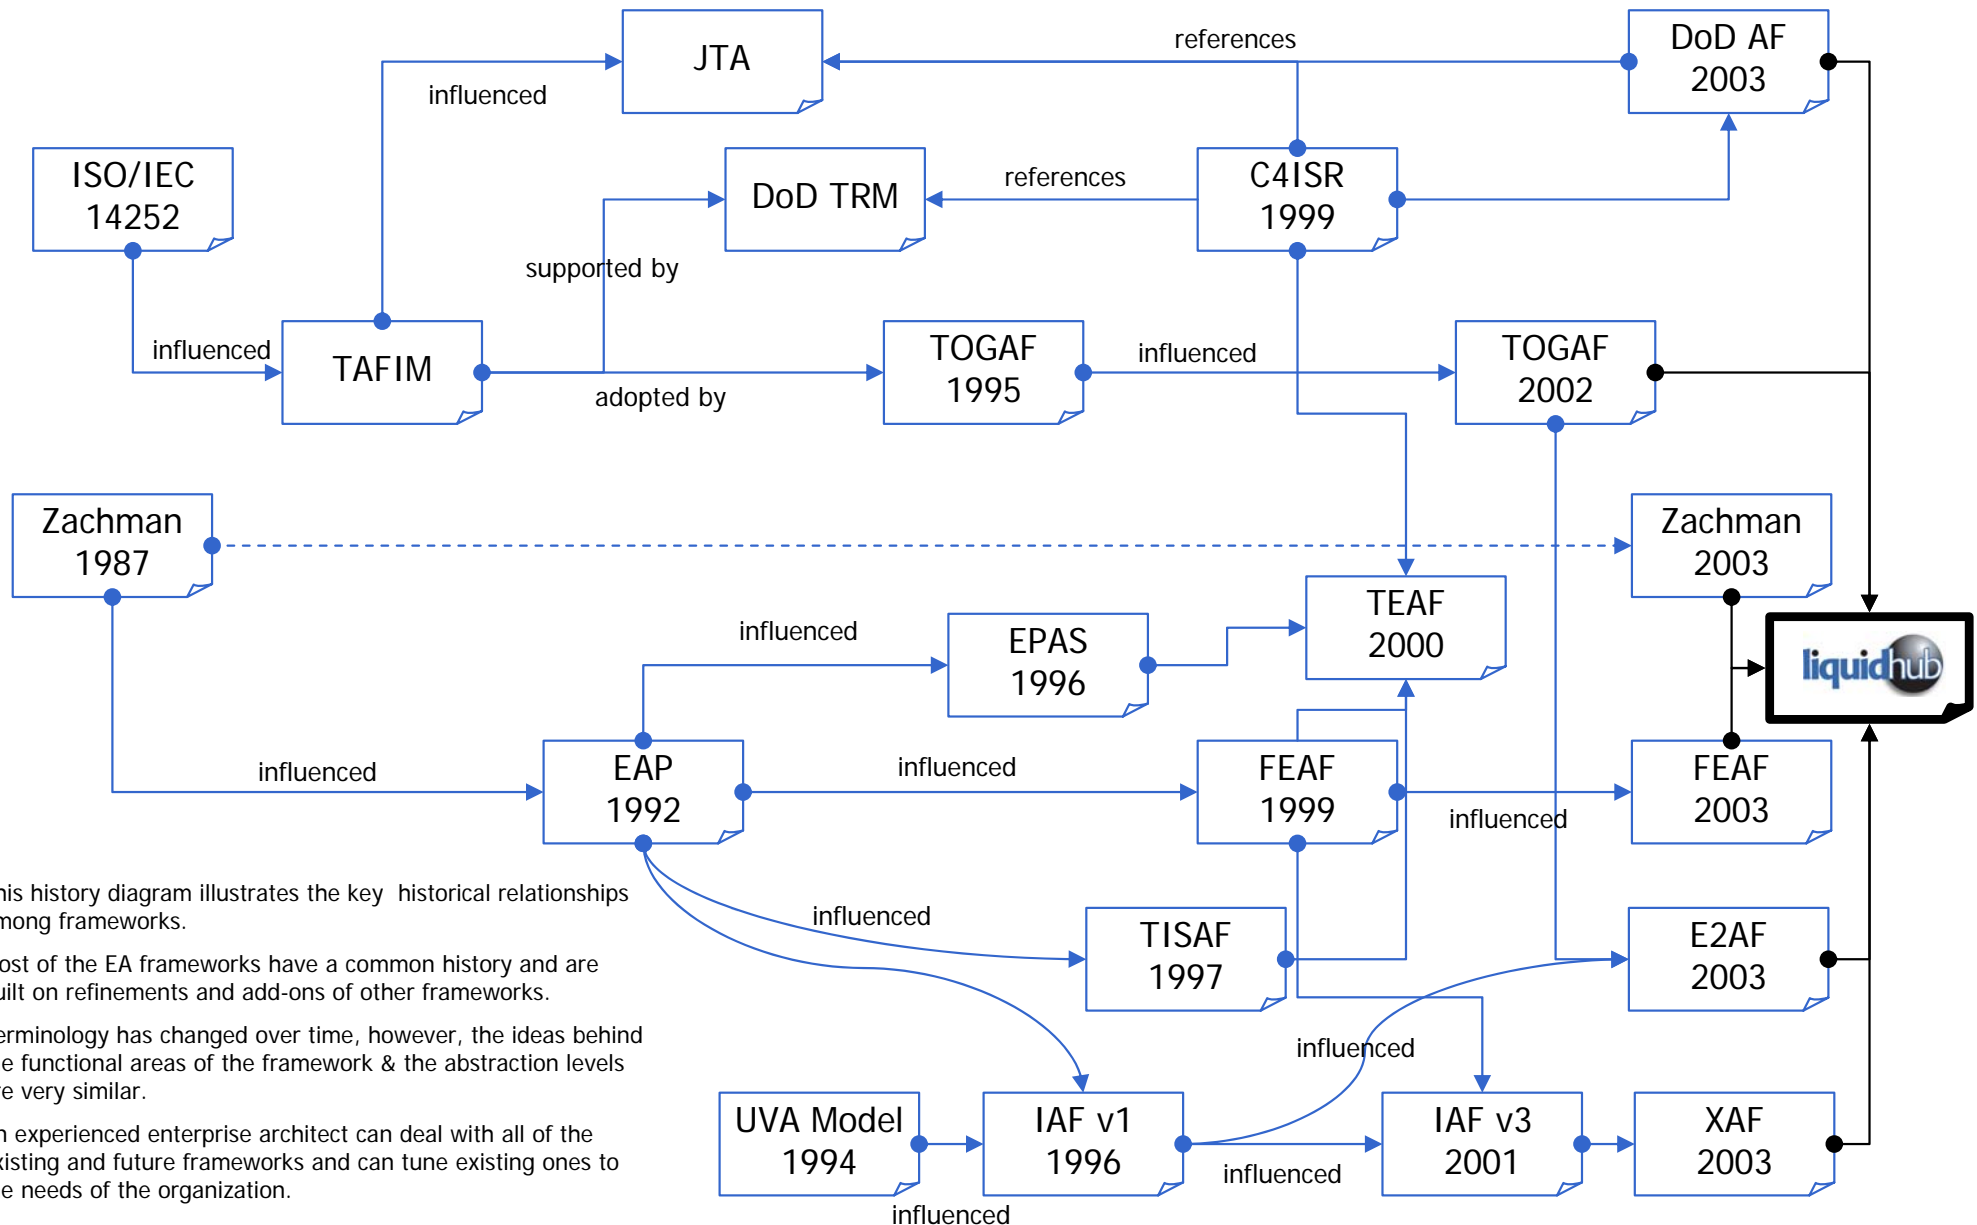 JTA
references
DoD AF
2003
influenced
ISO/IEC
14252
DoD TRM
references
C4ISR
1999
supported by
influenced
TAFIM
adopted by
TOGAF
1995
influenced
TOGAF
2002
Zachman
1987
Zachman
2003
TEAF
2000
influenced
EPAS
1996
liquidhub
influenced
EAP
1992
influenced
FEAF
1999
influenced
FEAF
2003
his history diagram illustrates the key historical relationships
mong frameworks.
ost of the EA frameworks have a common history and are
uilt on refinements and add-ons of other frameworks.
erminology has changed over time, however, the ideas behind
e functional areas of the framework & the abstraction levels
re very similar.
n experienced enterprise architect can deal with all of the
xisting and future frameworks and can tune existing ones to
e needs of the organization.
influenced
TISAF
1997
E2AF
2003
influenced
UVA Model
1994
influenced
IAF v1
1996
influenced
IAF v3
2001
XAF
2003